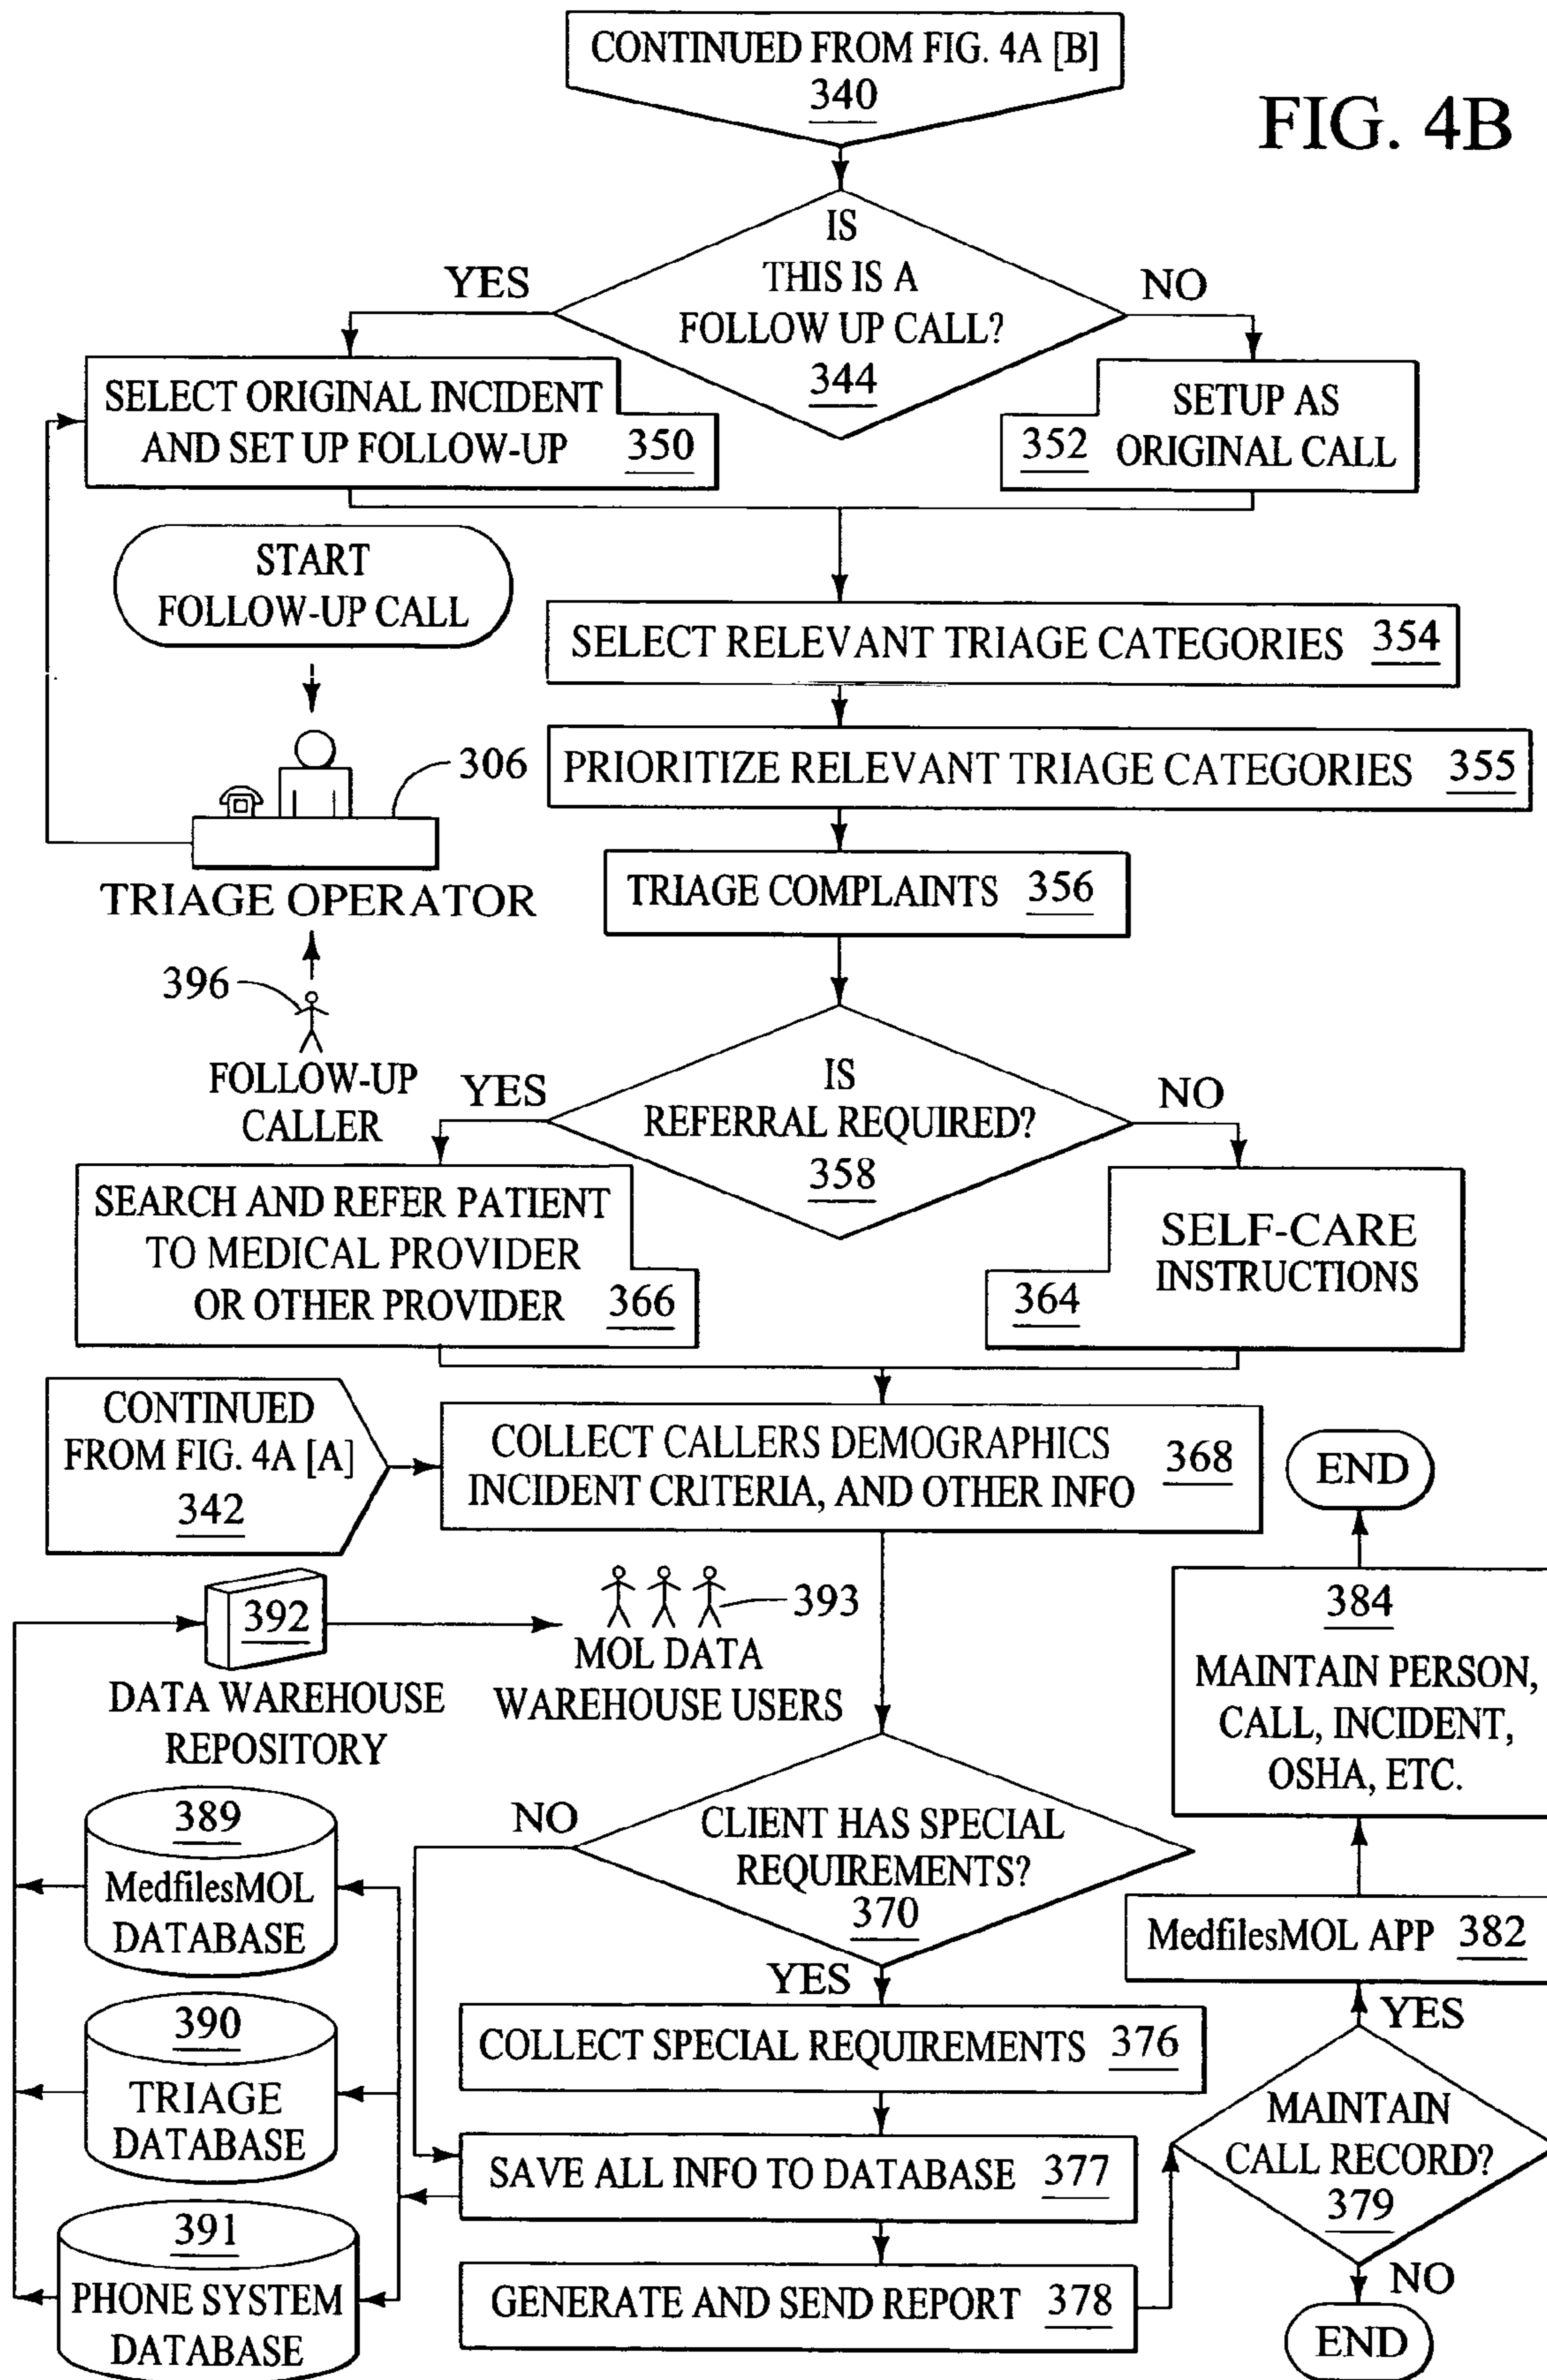 CONTINUED FROM FIG. 4A [B]
340
FIG. 4B
IS
THIS IS A
FOLLOW UP CALL?
344
YES
NO
SELECT ORIGINAL INCIDENT
AND SET UP FOLLOW-UP 350
SETUP AS
352 ORIGINAL CALL
START
FOLLOW-UP CALL
SELECT RELEVANT TRIAGE CATEGORIES 354
306
PRIORITIZE RELEVANT TRIAGE CATEGORIES 355
TRIAGE OPERATOR
TRIAGE COMPLAINTS 356
396
FOLLOW-UP
CALLER
YES
IS
REFERRAL REQUIRED?
358
NO
SEARCH AND REFER PATIENT
TO MEDICAL PROVIDER
OR OTHER PROVIDER 366
SELF-CARE
INSTRUCTIONS
364
CONTINUED
FROM FIG. 4A [A]
342
COLLECT CALLERS DEMOGRAPHICS
INCIDENT CRITERIA, AND OTHER INFO
368
END
392
DATA WAREHOUSE
REPOSITORY
393
MOL DATA
WAREHOUSE USERS
384
MAINTAIN PERSON,
CALL, INCIDENT,
OSHA, ETC.
389
MedfilesMOL
DATABASE
NO
CLIENT HAS SPECIAL
REQUIREMENTS?
370
YES
MedfilesMOL APP 382
YES
390
TRIAGE
DATABASE
COLLECT SPECIAL REQUIREMENTS 376
MAINTAIN
CALL RECORD?
379
SAVE ALL INFO TO DATABASE 377
391
PHONE SYSTEM
DATABASE
GENERATE AND SEND REPORT 378
NO
END